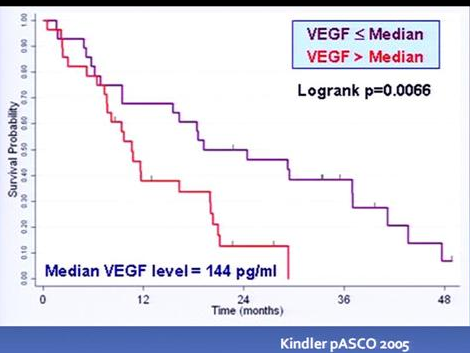 VEGF ≤ Median
VEGF > Median
Logrank p=0.0066
Survival Probability
1.00
0.90
0.80
0.70
0.60
0.50
0.40
0.30
0.20
0.10
0.00
Median VEGF level = 144 pg/ml
0 12 24 36 48
Time (months)
Kindler pASCO 2005